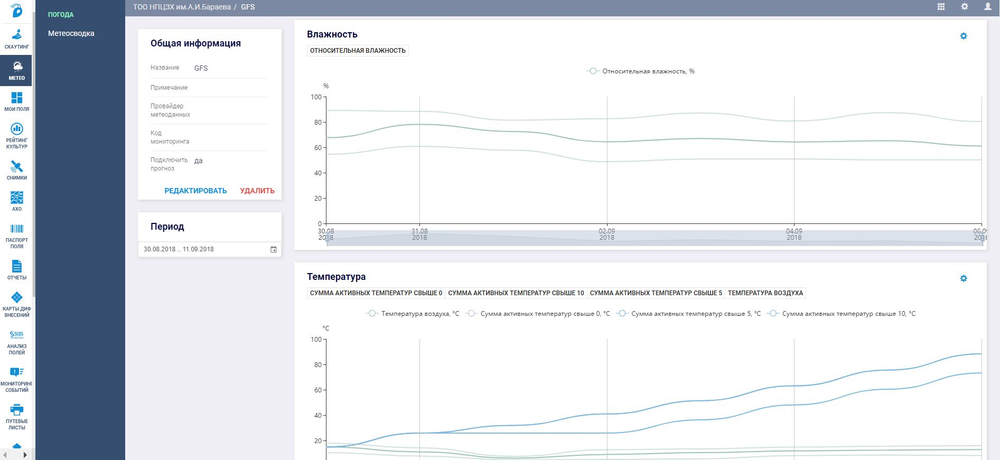 ТОО НПЦЗХ им.А.И.Бараева / GFS
СКАУТИНГ
МЕТЕО
МОИ ПОЛЯ
РЕЙТИНГ
КУЛЬТУР
СНИМКИ
АХО
ПАСПОРТ
ПОЛЯ
ОТЧЕТЫ
КАРТЫ ДИФ
ВНЕСЕНИЙ
sas
АНАЛИЗ
ПОЛЕЙ
МОНИТОРИНГ
СОБЫТИЙ
ПУТЕВЫЕ
ЛИСТЫ
ПОГОДА
Метеосводка
Общая информация
Название GFS
Примечание
Провайдер
метеоданных
Код
мониторинга
Подключить да
прогноз
РЕДАКТИРОВАТЬ УДАЛИТЬ
Период
30.08.2018 .. 11.09.2018
Влажность
ОТНОСИТЕЛЬНАЯ ВЛАЖНОСТЬ
Относительная влажность, %
%
100
80
60
40
20
0
30.08 31.08 02.09 04.09 06.09
2018 2018 2018 2018 2018
Температура
СУММА АКТИВНЫХ ТЕМПЕРАТУР СВЫШЕ 0 СУММА АКТИВНЫХ ТЕМПЕРАТУР СВЫШЕ 10 СУММА АКТИВНЫХ ТЕМПЕРАТУР СВЫШЕ 5 ТЕМПЕРАТУРА ВОЗДУХА
Температура воздуха, °C Сумма активных температур свыше 0, °C Сумма активных температур свыше 5, °C Сумма активных температур свыше 10, °C
°C
100
80
60
40
20